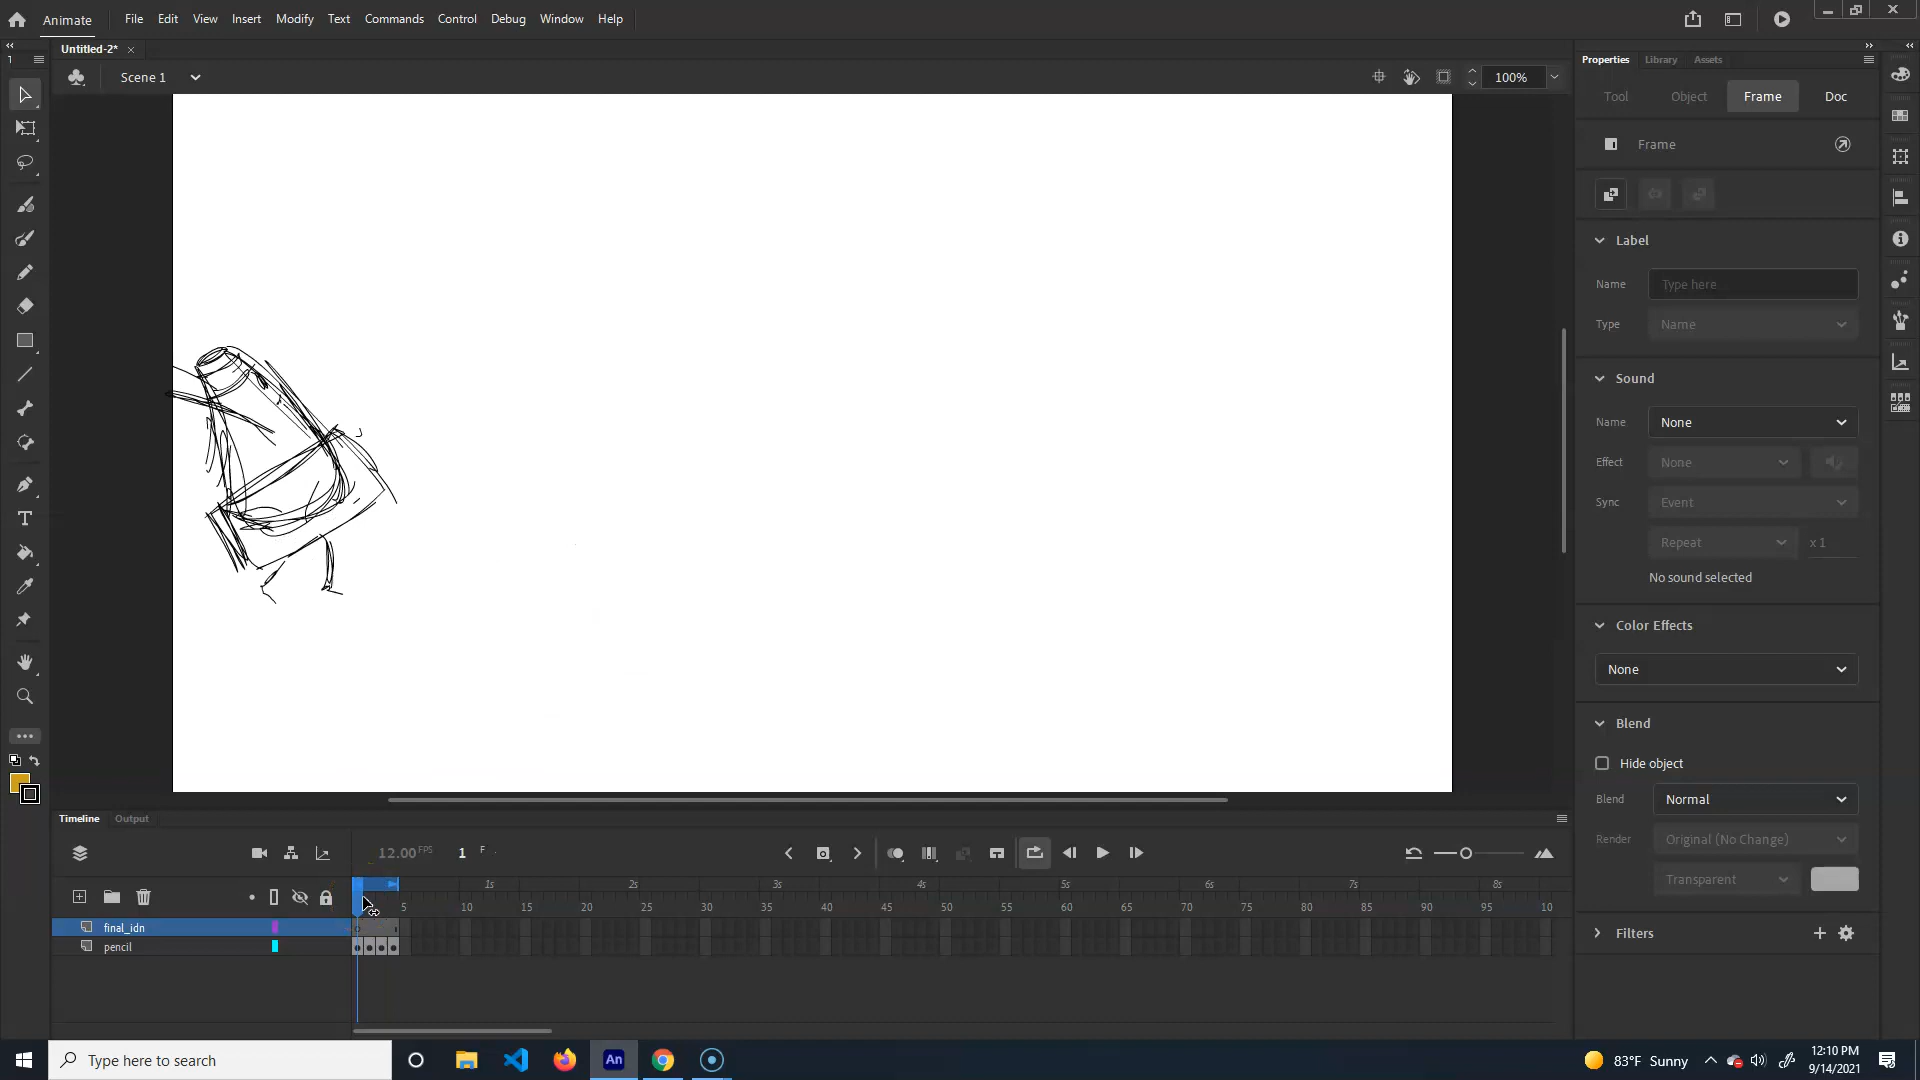 Animate File Edit View Insert Modify Text Commands Control Debug Window Help
Untitled-2* ×
Scene 1
100%
1
Properties Library Assets
Tool Object Frame Doc
Frame
Label
Name Type here..
Type Name
Sound
Name None
Effect None
Sync Event
Repeat x 1
No sound selected
Color Effects
None
Blend
Hide object
Blend Normal
Render Original (No Change)
Transparent
Filters
Timeline Output
12.00 FPS 1 F
1s 2s 3s 4s 5s 6s 7s 8s
5 10 15 20 25 30 35 40 45 50 55 60 65 70 75 80 85 90 95 10
final_idn
pencil
Type here to search
An
83°F Sunny
12:10 PM
9/14/2021